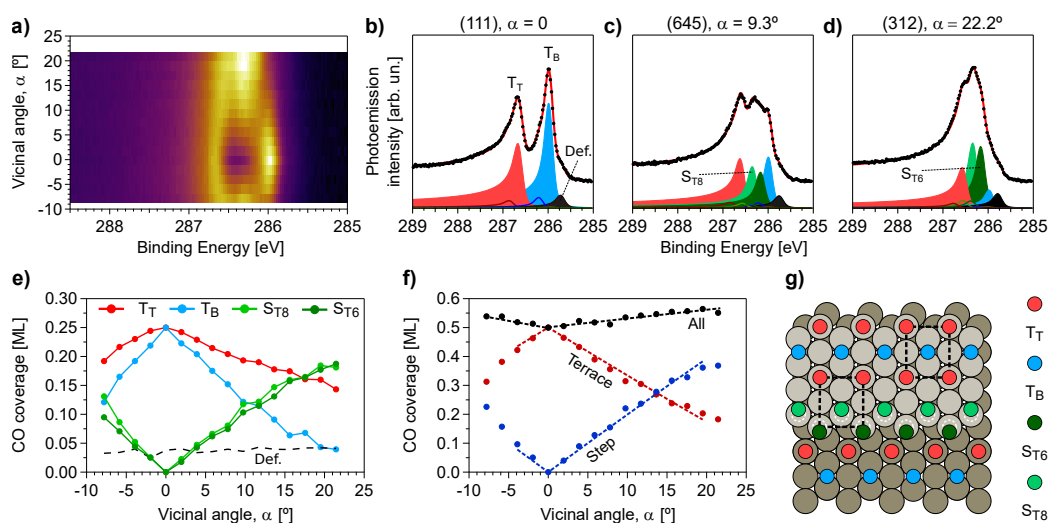 a)
Vicinal angle, α [º]
25
20
15
10
5
0
-5
-10
288 287 286 285
Binding Energy [eV]
b) (111), α = 0
Photoemission
intensity [arb. un.]
T_T
T_B
Def.
289 288 287 286 285
c) (645), α = 9.3º
S_T8
289 288 287 286 285
Binding Energy [eV]
d) (312), α = 22.2º
S_T6
289 288 287 286 285
e)
CO coverage [ML]
0.30
0.25
0.20
0.15
0.10
0.05
0.00
T_T T_B S_T8 S_T6
Def.
-10 -5 0 5 10 15 20 25
Vicinal angle, α [º]
f)
CO coverage [ML]
0.6
0.5
0.4
0.3
0.2
0.1
0.0
All
Terrace
Step
-10 -5 0 5 10 15 20 25
Vicinal angle, α [º]
g)
T_T
T_B
S_T6
S_T8